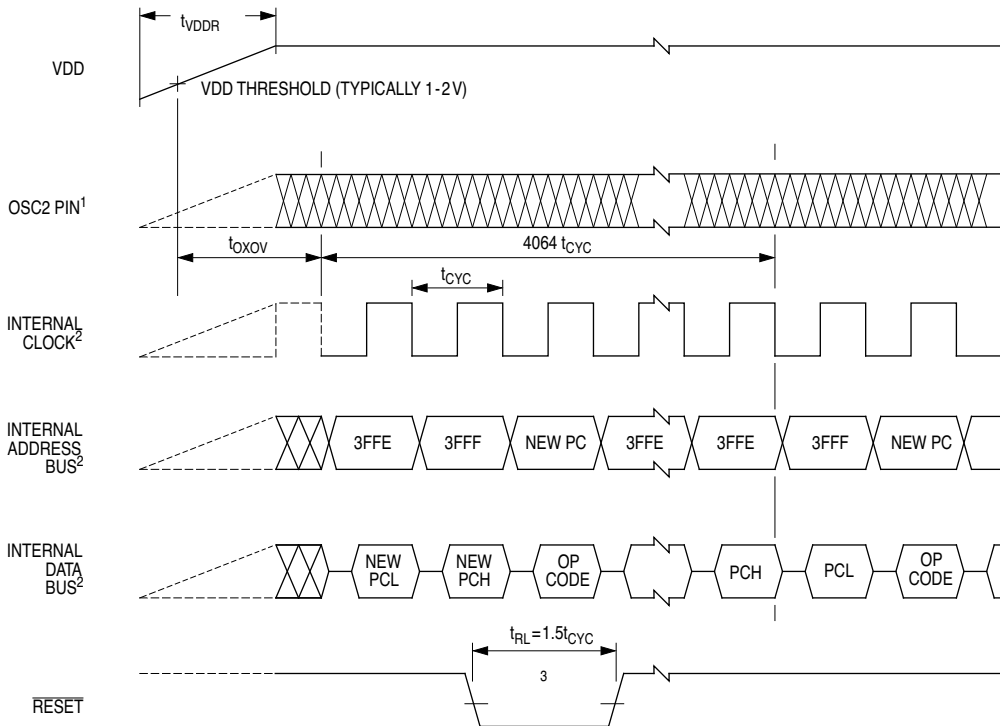 tVDDR
VDD
VDD THRESHOLD (TYPICALLY 1-2V)
OSC2 PIN1
tOXOV
4064 tCYC
tCYC
INTERNAL
CLOCK2
INTERNAL
ADDRESS
BUS2
3FFE
3FFF
NEW PC
3FFE
3FFE
3FFF
NEW PC
INTERNAL
DATA
BUS2
NEW
PCL
NEW
PCH
OP
CODE
PCH
PCL
OP
CODE
tRL=1.5tCYC
3
RESET